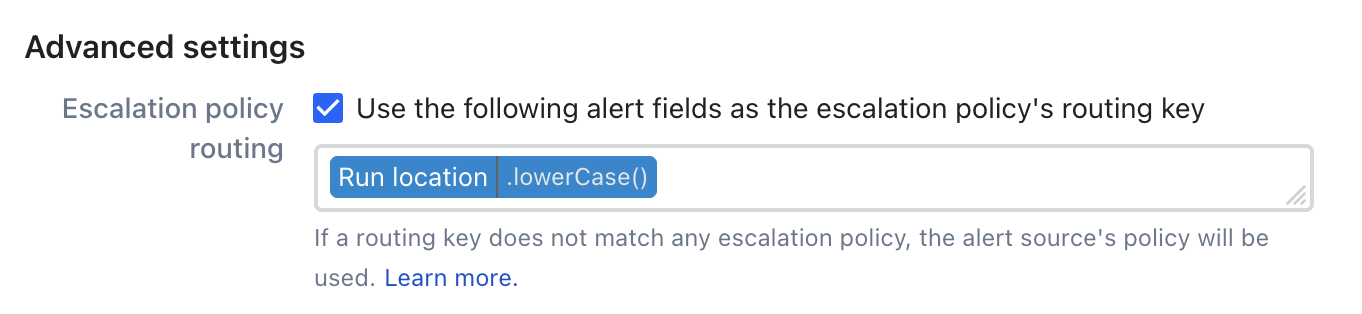 Advanced settings
Escalation policy
routing
Use the following alert fields as the escalation policy's routing key
Run location .lowerCase()
If a routing key does not match any escalation policy, the alert source's policy will be
used. Learn more.